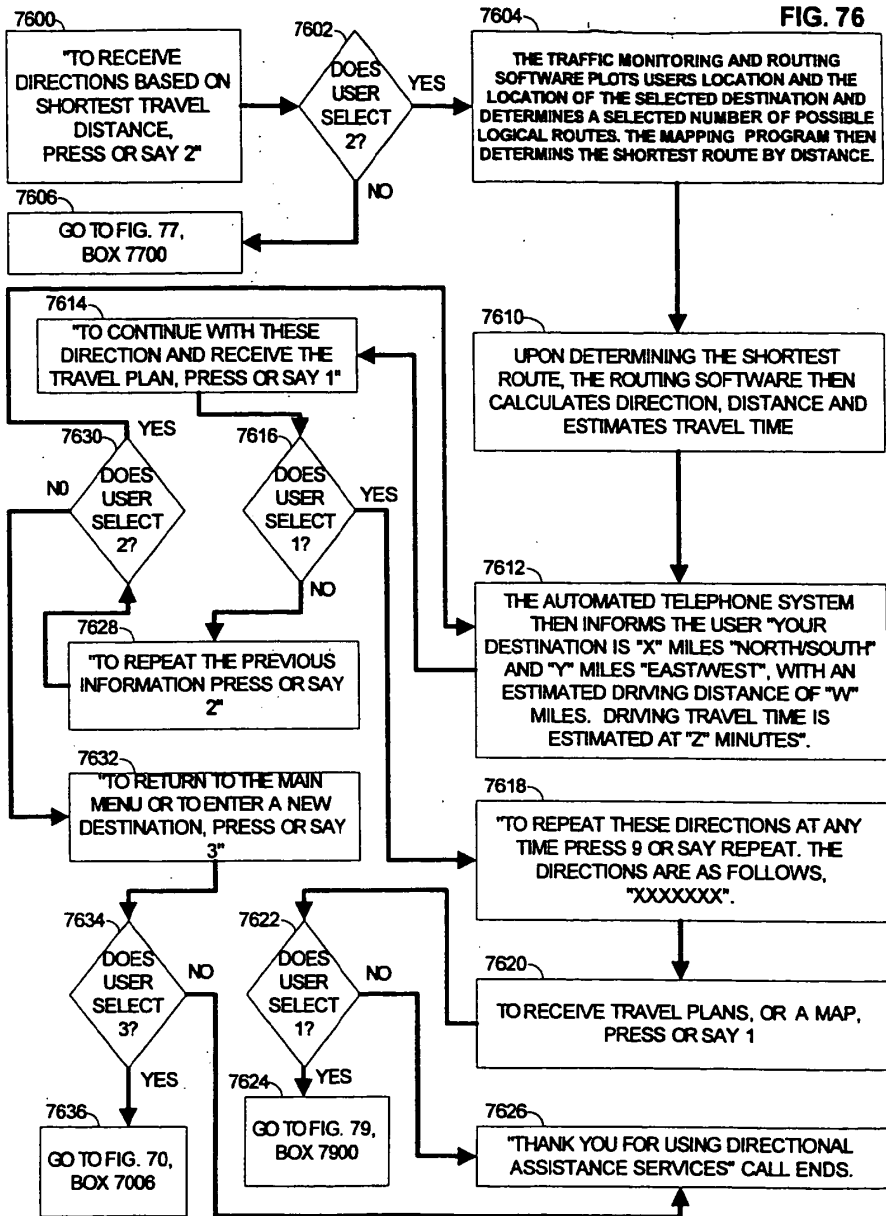 FIG. 76
7600
"TO RECEIVE
DIRECTIONS BASED ON
SHORTEST TRAVEL
DISTANCE,
PRESS OR SAY 2"
7602
DOES
USER
SELECT
2?
YES
NO
7604
THE TRAFFIC MONITORING AND ROUTING
SOFTWARE PLOTS USERS LOCATION AND THE
LOCATION OF THE SELECTED DESTINATION AND
DETERMINES A SELECTED NUMBER OF POSSIBLE
LOGICAL ROUTES. THE MAPPING PROGRAM THEN
DETERMINS THE SHORTEST ROUTE BY DISTANCE.
7606
GO TO FIG. 77,
BOX 7700
7610
UPON DETERMINING THE SHORTEST
ROUTE, THE ROUTING SOFTWARE THEN
CALCULATES DIRECTION, DISTANCE AND
ESTIMATES TRAVEL TIME
7612
THE AUTOMATED TELEPHONE SYSTEM
THEN INFORMS THE USER "YOUR
DESTINATION IS "X" MILES "NORTH/SOUTH"
AND "Y" MILES "EAST/WEST", WITH AN
ESTIMATED DRIVING DISTANCE OF "W"
MILES. DRIVING TRAVEL TIME IS
ESTIMATED AT "Z" MINUTES".
7614
"TO CONTINUE WITH THESE
DIRECTION AND RECEIVE THE
TRAVEL PLAN, PRESS OR SAY 1"
7616
DOES
USER
SELECT
1?
YES
NO
7628
"TO REPEAT THE PREVIOUS
INFORMATION PRESS OR SAY
2"
7630
DOES
USER
SELECT
2?
YES
NO
7632
"TO RETURN TO THE MAIN
MENU OR TO ENTER A NEW
DESTINATION, PRESS OR SAY
3"
7634
DOES
USER
SELECT
3?
NO
YES
7636
GO TO FIG. 70,
BOX 7006
7618
"TO REPEAT THESE DIRECTIONS AT ANY
TIME PRESS 9 OR SAY REPEAT. THE
DIRECTIONS ARE AS FOLLOWS,
"XXXXXXX".
7620
TO RECEIVE TRAVEL PLANS, OR A MAP,
PRESS OR SAY 1
7622
DOES
USER
SELECT
1?
NO
YES
7624
GO TO FIG. 79,
BOX 7900
7626
"THANK YOU FOR USING DIRECTIONAL
ASSISTANCE SERVICES" CALL ENDS.